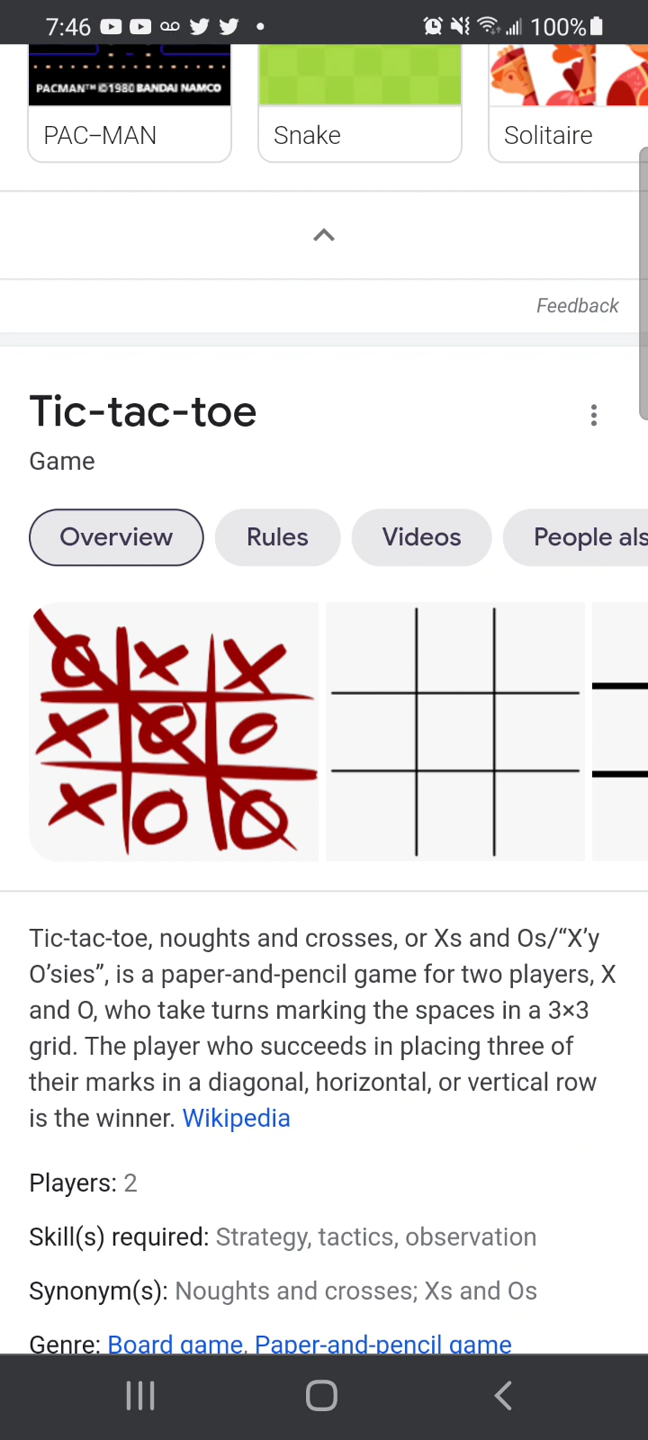 7:46 100%
PACMAN™ ©1980 BANDAI NAMCO
PAC–MAN Snake Solitaire
Feedback
Tic-tac-toe
Game
Overview Rules Videos People als
O X X
X O O
X O O
Tic-tac-toe, noughts and crosses, or Xs and Os/“X’y
O’sies”, is a paper-and-pencil game for two players, X
and O, who take turns marking the spaces in a 3×3
grid. The player who succeeds in placing three of
their marks in a diagonal, horizontal, or vertical row
is the winner. Wikipedia
Players: 2
Skill(s) required: Strategy, tactics, observation
Synonym(s): Noughts and crosses; Xs and Os
Genre: Board game, Paper-and-pencil game